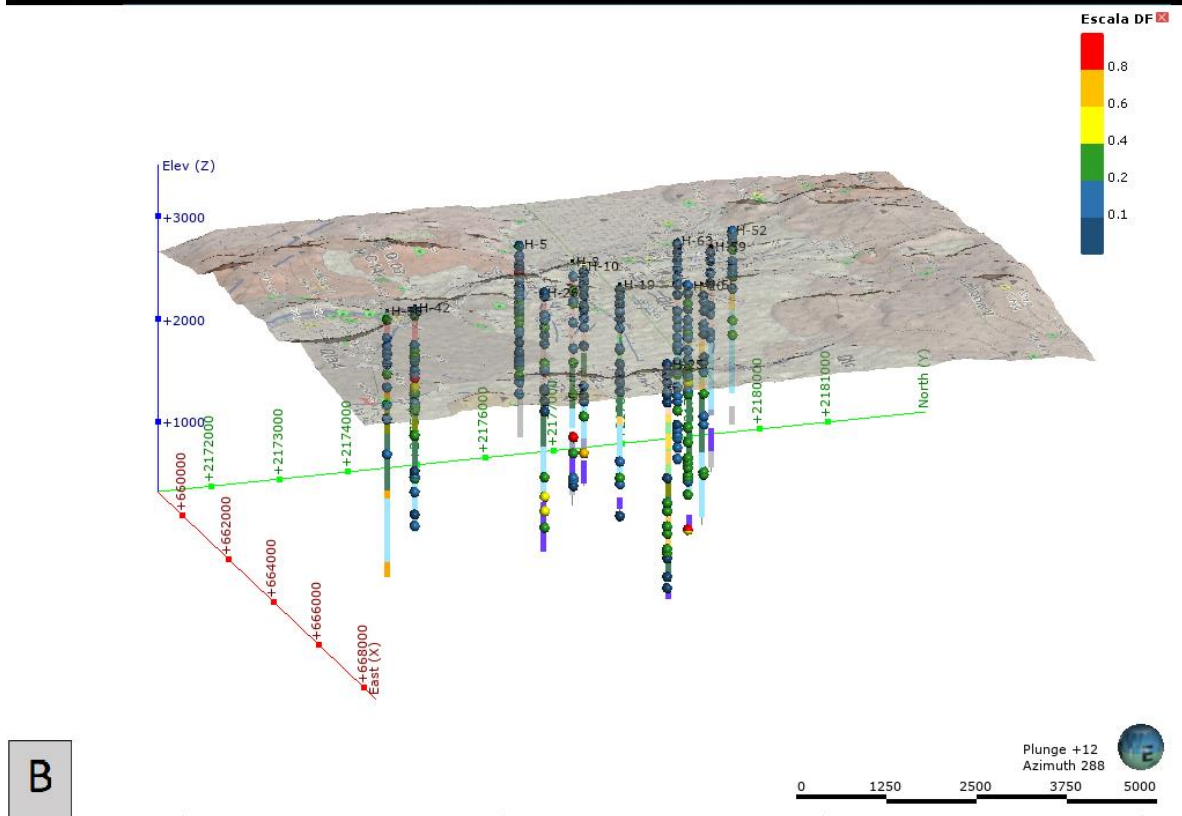 Escala DF
0.8
0.6
0.4
0.2
0.1
Elev (Z)
+3000
+2000
+1000
H-5
H-52
H-63
H-10
H-19
H-42
H-25
+2172000
+2173000
+2174000
+2176000
+2180000
+2181000
North (Y)
+660000
+662000
+664000
+666000
+668000
East (X)
Plunge +12
Azimuth 288
0 1250 2500 3750 5000
B